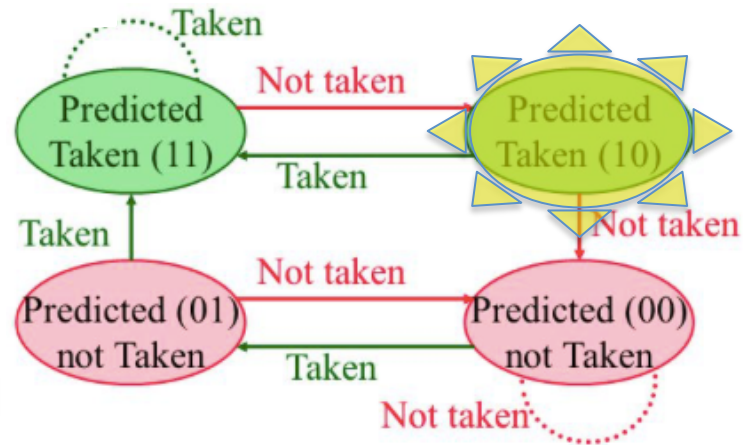 Taken
Not taken
Predicted
Taken (11)
Predicted
Taken (10)
Taken
Taken
Not taken
Not taken
Predicted (01)
not Taken
Predicted (00)
not Taken
Taken
Not taken